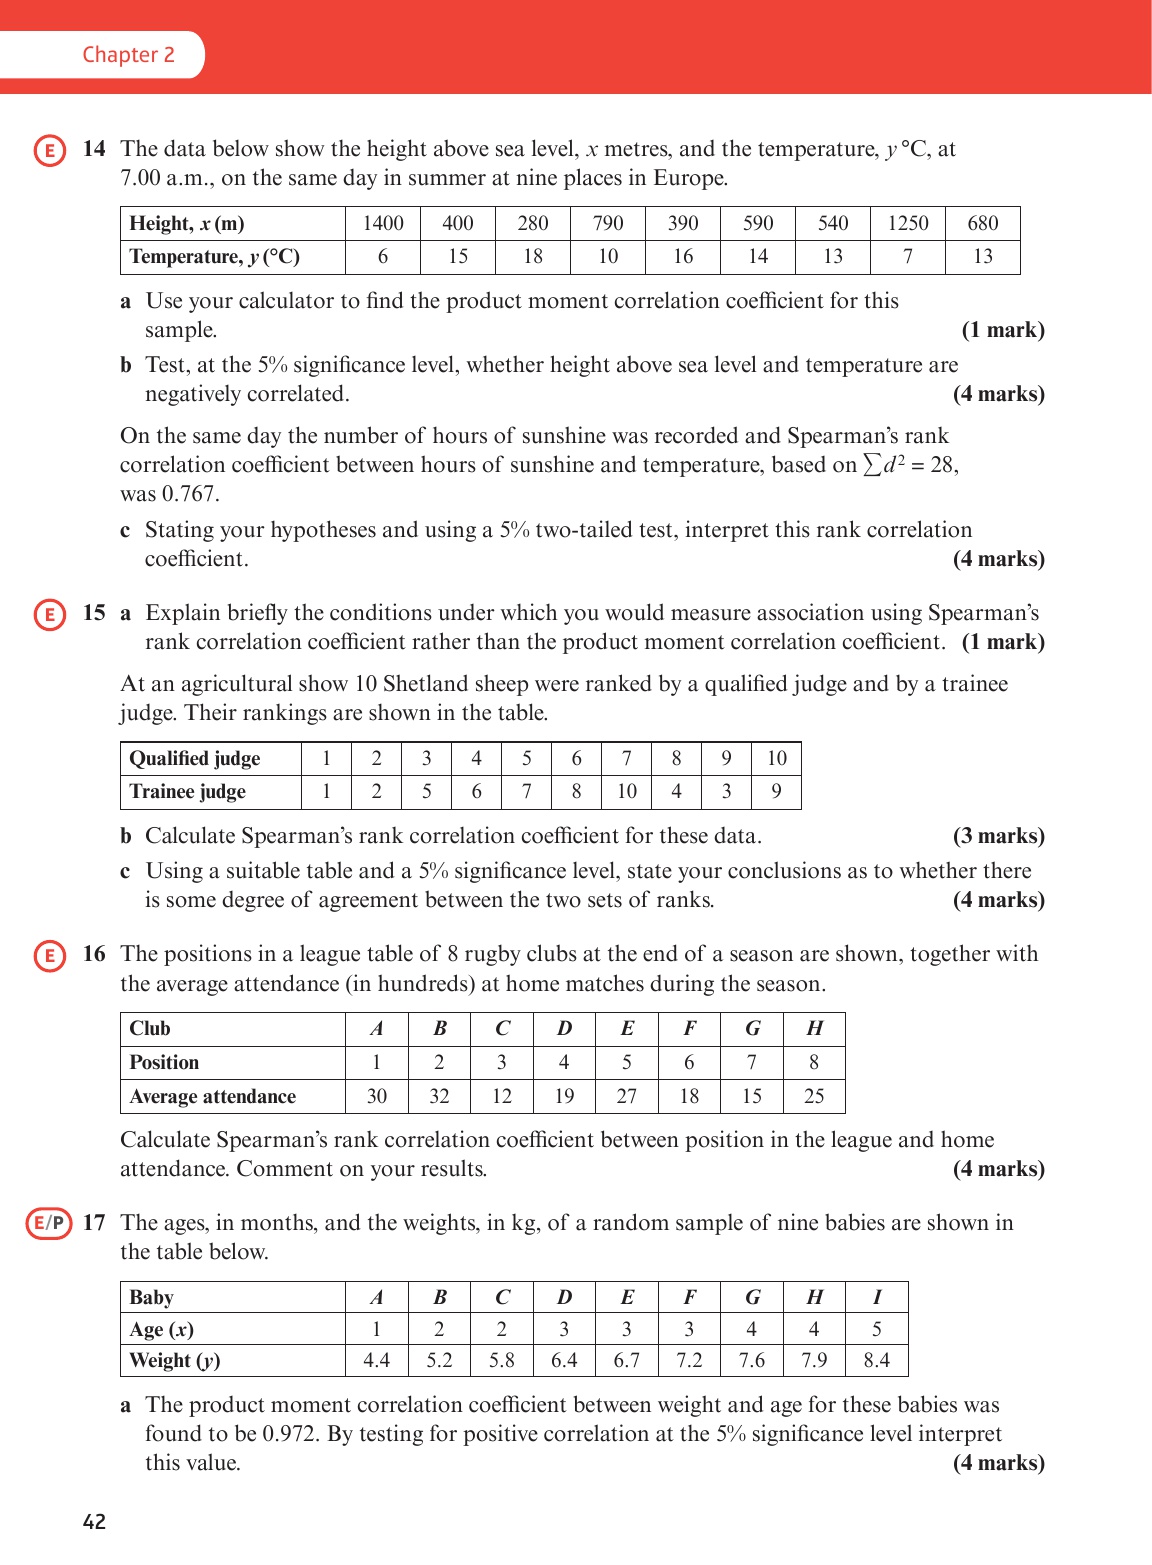 Chapter 2
E 14 The data below show the height above sea level, x metres, and the temperature, y °C, at
7.00 a.m., on the same day in summer at nine places in Europe.
Height, x (m) 1400 400 280 790 390 590 540 1250 680
Temperature, y (°C) 6 15 18 10 16 14 13 7 13
a Use your calculator to find the product moment correlation coefficient for this
sample. (1 mark)
b Test, at the 5% significance level, whether height above sea level and temperature are
negatively correlated. (4 marks)
On the same day the number of hours of sunshine was recorded and Spearman's rank
correlation coefficient between hours of sunshine and temperature, based on ∑d² = 28,
was 0.767.
c Stating your hypotheses and using a 5% two-tailed test, interpret this rank correlation
coefficient. (4 marks)
E 15 a Explain briefly the conditions under which you would measure association using Spearman's
rank correlation coefficient rather than the product moment correlation coefficient. (1 mark)
At an agricultural show 10 Shetland sheep were ranked by a qualified judge and by a trainee
judge. Their rankings are shown in the table.
Qualified judge 1 2 3 4 5 6 7 8 9 10
Trainee judge 1 2 5 6 7 8 10 4 3 9
b Calculate Spearman's rank correlation coefficient for these data. (3 marks)
c Using a suitable table and a 5% significance level, state your conclusions as to whether there
is some degree of agreement between the two sets of ranks. (4 marks)
E 16 The positions in a league table of 8 rugby clubs at the end of a season are shown, together with
the average attendance (in hundreds) at home matches during the season.
Club A B C D E F G H
Position 1 2 3 4 5 6 7 8
Average attendance 30 32 12 19 27 18 15 25
Calculate Spearman's rank correlation coefficient between position in the league and home
attendance. Comment on your results. (4 marks)
E/P 17 The ages, in months, and the weights, in kg, of a random sample of nine babies are shown in
the table below.
Baby A B C D E F G H I
Age (x) 1 2 2 3 3 3 4 4 5
Weight (y) 4.4 5.2 5.8 6.4 6.7 7.2 7.6 7.9 8.4
a The product moment correlation coefficient between weight and age for these babies was
found to be 0.972. By testing for positive correlation at the 5% significance level interpret
this value. (4 marks)
42